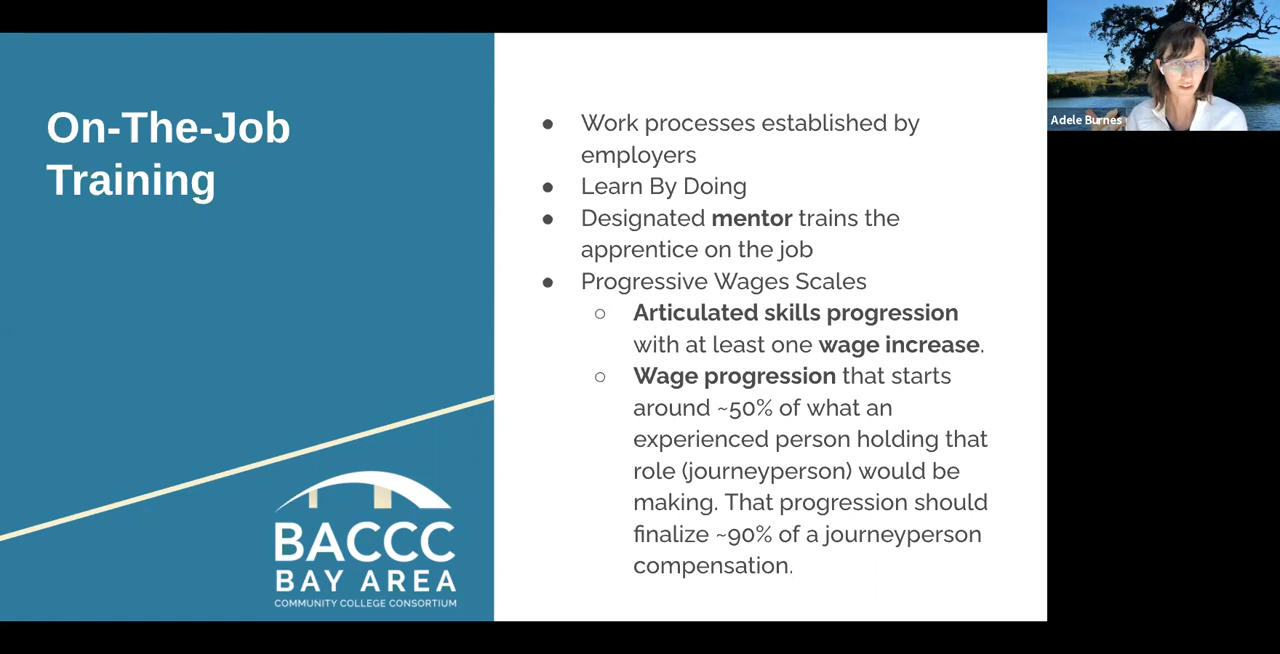 On-The-Job
Training
● Work processes established by
employers
● Learn By Doing
● Designated mentor trains the
apprentice on the job
● Progressive Wages Scales
○ Articulated skills progression
with at least one wage increase.
○ Wage progression that starts
around ~50% of what an
experienced person holding that
role (journeyperson) would be
making. That progression should
finalize ~90% of a journeyperson
compensation.
BACCC
BAY AREA
COMMUNITY COLLEGE CONSORTIUM
Adele Burnes